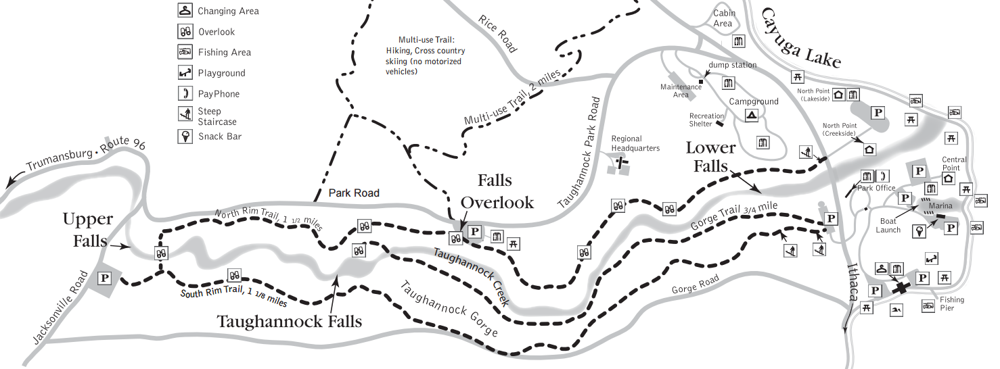 Changing Area
Overlook
Fishing Area
Playground
PayPhone
Steep
Staircase
Snack Bar
Multi-use Trail:
Hiking, Cross country
skiing (no motorized
vehicles)
Rice Road
Multi-use Trail, 2 miles
Cabin
Area
Cayuga Lake
dump station
Maintenance
Area
Campground
Recreation
Shelter
North Point
(Lakeside)
P
North Point
(Creekside)
Regional
Headquarters
Taughannock Park Road
Lower
Falls
Central
Point
P
Park Office
P
Marina
Boat
Launch
P
Trumansburg • Route 96
Park Road
Falls
Overlook
P
Upper
Falls
North Rim Trail, 1 1/2 miles
Gorge Trail 3/4 mile
P
Taughannock
Creek
P
South Rim Trail, 1 1/8 miles
Taughannock Gorge
Gorge Road
Taughannock Falls
Jacksonville Road
Ithaca
P
P
Fishing
Pier